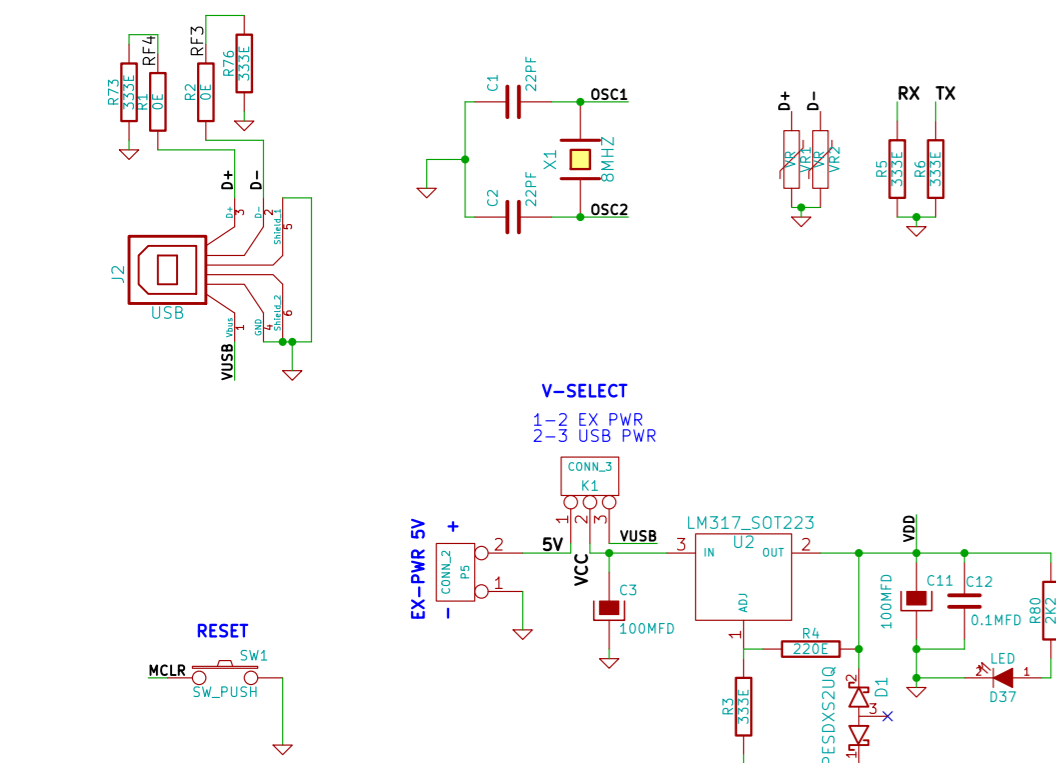 R73
333E
RF4
R1
0E
RF3
R2
0E
R76
333E
D+
D-
D+
3
D-
2
Shield_1
5
J2
USB
Vbus
1
GND
4
Shield_2
6
VUSB
C1
22PF
OSC1
X1
8MHZ
C2
22PF
OSC2
D+
D-
VR
VR1
VR
VR2
RX
TX
R5
333E
R6
333E
V-SELECT
1-2 EX PWR
2-3 USB PWR
CONN_3
K1
1
2
3
EX-PWR 5V
+
-
CONN_2
P5
2
1
5V
VCC
VUSB
C3
100MFD
LM317_SOT223
U2
3
IN
OUT
2
ADJ
1
R4
220E
R3
333E
VDD
100MFD
C11
C12
0.1MFD
R80
2K2
LED
2
1
D37
PESDXS2UQ
D1
2
3
1
RESET
MCLR
SW1
SW_PUSH